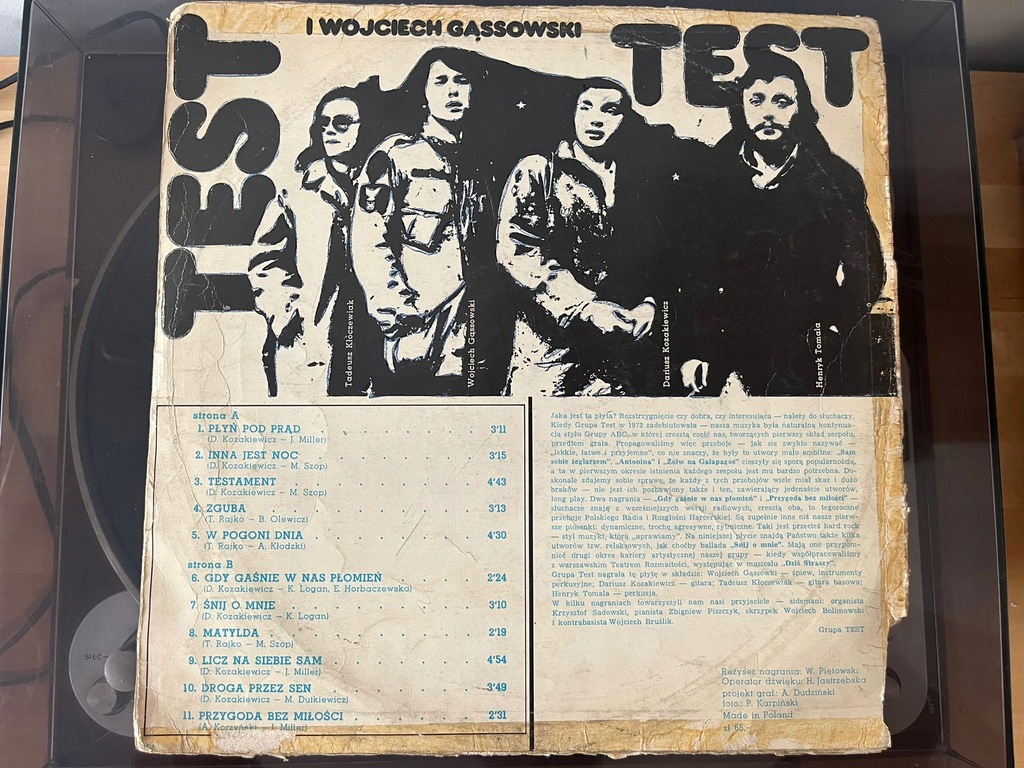 I WOJCIECH GĄSSOWSKI
TEST
TEST
Tadeusz Kłoczewiak
Wojciech Gąssowski
Dariusz Kozakiewicz
Henryk Tomala
strona A
1. PŁYŃ POD PRĄD 3'11
(D. Kozakiewicz — J. Miller)
2. INNA JEST NOC 3'15
(D. Kozakiewicz — M. Szop)
3. TESTAMENT 4'43
(D. Kozakiewicz — M. Szop)
4. ZGUBA 3'13
(T. Rajko — B. Olewicz)
5. W POGONI DNIA 4'30
(T. Rajko — A. Kłodzki)
strona B
6. GDY GAŚNIE W NAS PŁOMIEŃ 2'24
(D. Kozakiewicz — K. Logan, E. Horbaczewska)
7. ŚNIJ O MNIE 3'10
(D. Kozakiewicz — K. Logan)
8. MATYLDA 2'19
(T. Rajko — M. Szop)
9. LICZ NA SIEBIE SAM 4'54
(D. Kozakiewicz — J. Miller)
10. DROGA PRZEZ SEN 3'49
(D. Kozakiewicz — M. Dutkiewicz)
11. PRZYGODA BEZ MIŁOŚCI 2'31
(A. Korzyński — J. Miller)
Jaka jest ta płyta? Rozstrzygnięcie czy dobra, czy interesująca — należy do słuchaczy.
Kiedy Grupa Test w 1972 zadebiutowała — nasza muzyka była naturalną kontynua-
cją stylu Grupy ABC, w której zresztą część nas, tworzących pierwszy skład zespołu,
przedtem grała. Propagowaliśmy więc przeboje — jak się zwykło nazywać —
„lekkie, łatwe i przyjemne", co nie znaczy, że były to utwory mało ambitne: „Sam
sobie żeglarzem", „Antonina" i „Żółw na Galapagos" cieszyły się sporą popularnością,
a ta w pierwszym okresie istnienia każdego zespołu jest mu bardzo potrzebna. Do-
skonale zdajemy sobie sprawę, że każdy z tych przebojów wiele miał skaz i dużo
braków — nie jest ich pozbawiony także i ten, zawierający jedenaście utworów,
long play. Dwa nagrania — „Gdy gaśnie w nas płomień" i „Przygoda bez miłości" —
słuchacze znają z wcześniejszych wersji radiowych, zresztą oba, to tegoroczne
przeboje Polskiego Radia i Rozgłośni Harcerskiej. Są zupełnie inne niż nasze pierw-
sze piosenki: dynamiczne, trochę agresywne, rytmiczne. Taki jest przecież hard rock
— styl muzyki, którą „uprawiamy". Na niniejszej płycie znajdą Państwo także kilka
utworów tzw. relaksowych, jak choćby ballada „Śnij o mnie". Mają one przypom-
nieć drugi okres kariery artystycznej naszej grupy — kiedy współpracowaliśmy
z warszawskim Teatrem Rozmaitości, występując w musicalu „Dziś Straszy".
Grupa Test nagrała tę płytę w składzie: Wojciech Gąssowki — śpiew, instrumenty
perkusyjne; Dariusz Kozakiewicz — gitara; Tadeusz Kłoczewiak — gitara basowa;
Henryk Tomala — perkusja.
W kilku nagraniach towarzyszyli nam nasi przyjaciele — sidemani: organista
Krzysztof Sadowski, pianista Zbigniew Piszczyk, skrzypek Wojciech Bolimowski
i kontrabasista Wojciech Bruślik.
Grupa TEST
Reżyser nagrania: W. Piętowski
Operator dźwięku: H. Jastrzębska
projekt graf.: A. Dudziński
foto.: P. Karpiński
Made in Poland
zł 65.—
SIEĆ